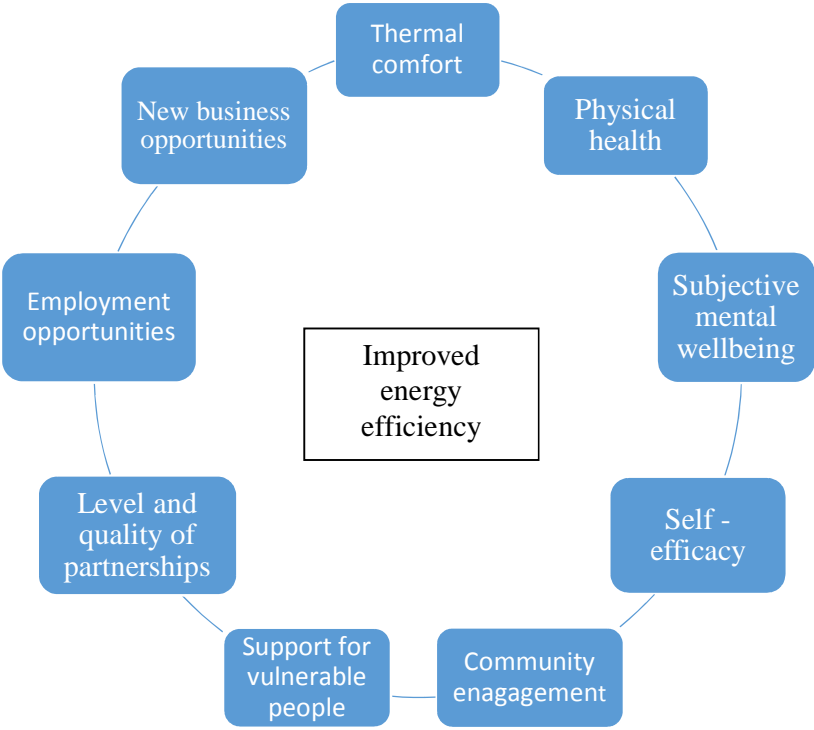 Thermal
comfort
Physical
health
Subjective
mental
wellbeing
Self -
efficacy
Community
enagagement
Support for
vulnerable
people
Level and
quality of
partnerships
Employment
opportunities
New business
opportunities
Improved
energy
efficiency